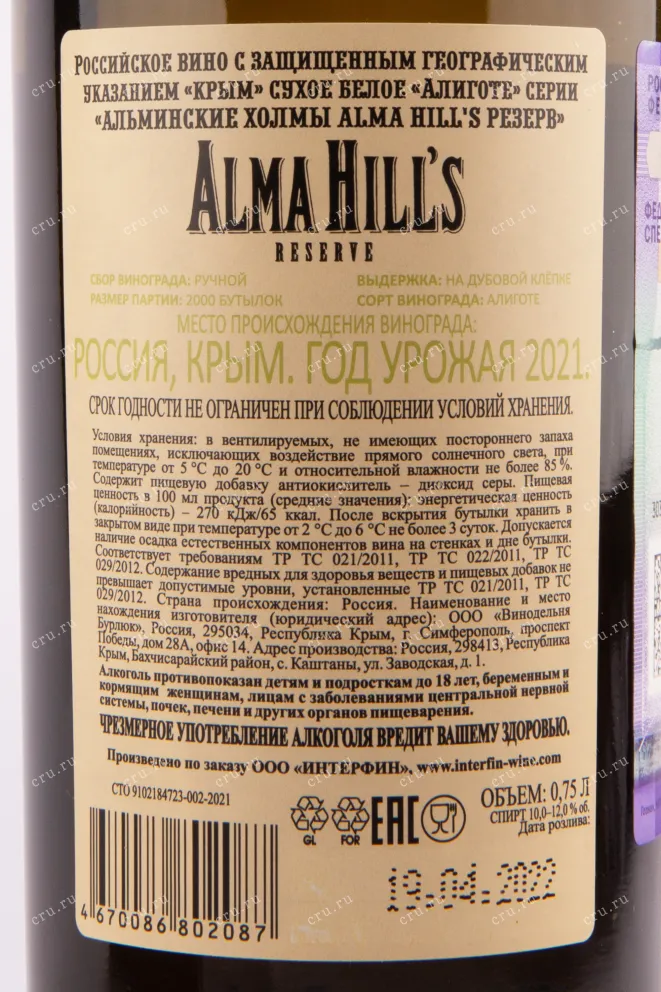 РОССИЙСКОЕ ВИНО С ЗАЩИЩЕННЫМ ГЕОГРАФИЧЕСКИМ
УКАЗАНИЕМ «КРЫМ» СУХОЕ БЕЛОЕ «АЛИГОТЕ» СЕРИИ
«АЛЬМИНСКИЕ ХОЛМЫ ALMA HILL'S РЕЗЕРВ»
ALMA HILL'S
RESERVE
СБОР ВИНОГРАДА: РУЧНОЙ
ВЫДЕРЖКА: НА ДУБОВОЙ КЛЁПКЕ
РАЗМЕР ПАРТИИ: 2000 БУТЫЛОК
СОРТ ВИНОГРАДА: АЛИГОТЕ
МЕСТО ПРОИСХОЖДЕНИЯ ВИНОГРАДА:
РОССИЯ, КРЫМ. ГОД УРОЖАЯ 2021.
СРОК ГОДНОСТИ НЕ ОГРАНИЧЕН ПРИ СОБЛЮДЕНИИ УСЛОВИЙ ХРАНЕНИЯ.
Условия хранения: в вентилируемых, не имеющих постороннего запаха
помещениях, исключающих воздействие прямого солнечного света, при
температуре от 5 °С до 20 °С и относительной влажности не более 85 %.
Содержит пищевую добавку антиокислитель – диоксид серы. Пищевая
ценность в 100 мл продукта (средние значения): энергетическая ценность
(калорийность) – 270 кДж/65 ккал. После вскрытия бутылки хранить в
закрытом виде при температуре от 2 °С до 6 °С не более 3 суток. Допускается
наличие осадка естественных компонентов вина на стенках и дне бутылки.
Соответствует требованиям ТР ТС 021/2011, ТР ТС 022/2011, ТР ТС
029/2012. Содержание вредных для здоровья веществ и пищевых добавок не
превышает допустимые уровни, установленные ТР ТС 021/2011, ТР ТС
029/2012. Страна происхождения: Россия. Наименование и место
нахождения изготовителя (юридический адрес): ООО «Винодельня
Бурлюк», Россия, 295034, Республика Крым, г. Симферополь, проспект
Победы, дом 28А, офис 14. Адрес производства: Россия, 298413, Республика
Крым, Бахчисарайский район, с. Каштаны, ул. Заводская, д. 1.
Алкоголь противопоказан детям и подросткам до 18 лет, беременным и
кормящим женщинам, лицам с заболеваниями центральной нервной
системы, почек, печени и других органов пищеварения.
ЧРЕЗМЕРНОЕ УПОТРЕБЛЕНИЕ АЛКОГОЛЯ ВРЕДИТ ВАШЕМУ ЗДОРОВЬЮ.
Произведено по заказу ООО «ИНТЕРФИН», www.interfin-wine.com
СТО 9102184723-002-2021
ОБЪЕМ: 0,75 Л
СПИРТ 10,0–12,0 % об.
Дата розлива:
GL
FOR
EAC
19.04.2022
4 670086 802087